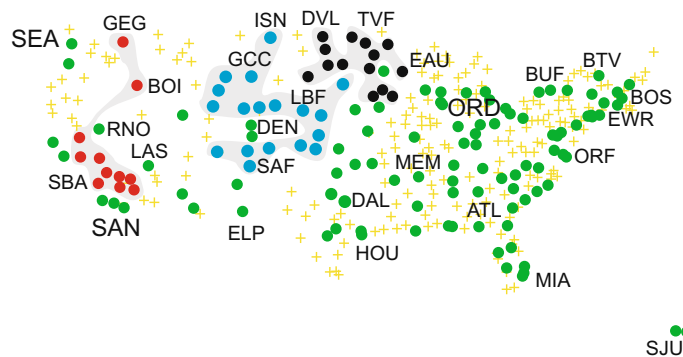 GEG
ISN
DVL
TVF
SEA
GCC
EAU
BTV
BOI
LBF
BUF
BOS
ORD
RNO
DEN
EWR
LAS
SAF
MEM
ORF
SBA
DAL
ATL
SAN
ELP
HOU
MIA
SJU